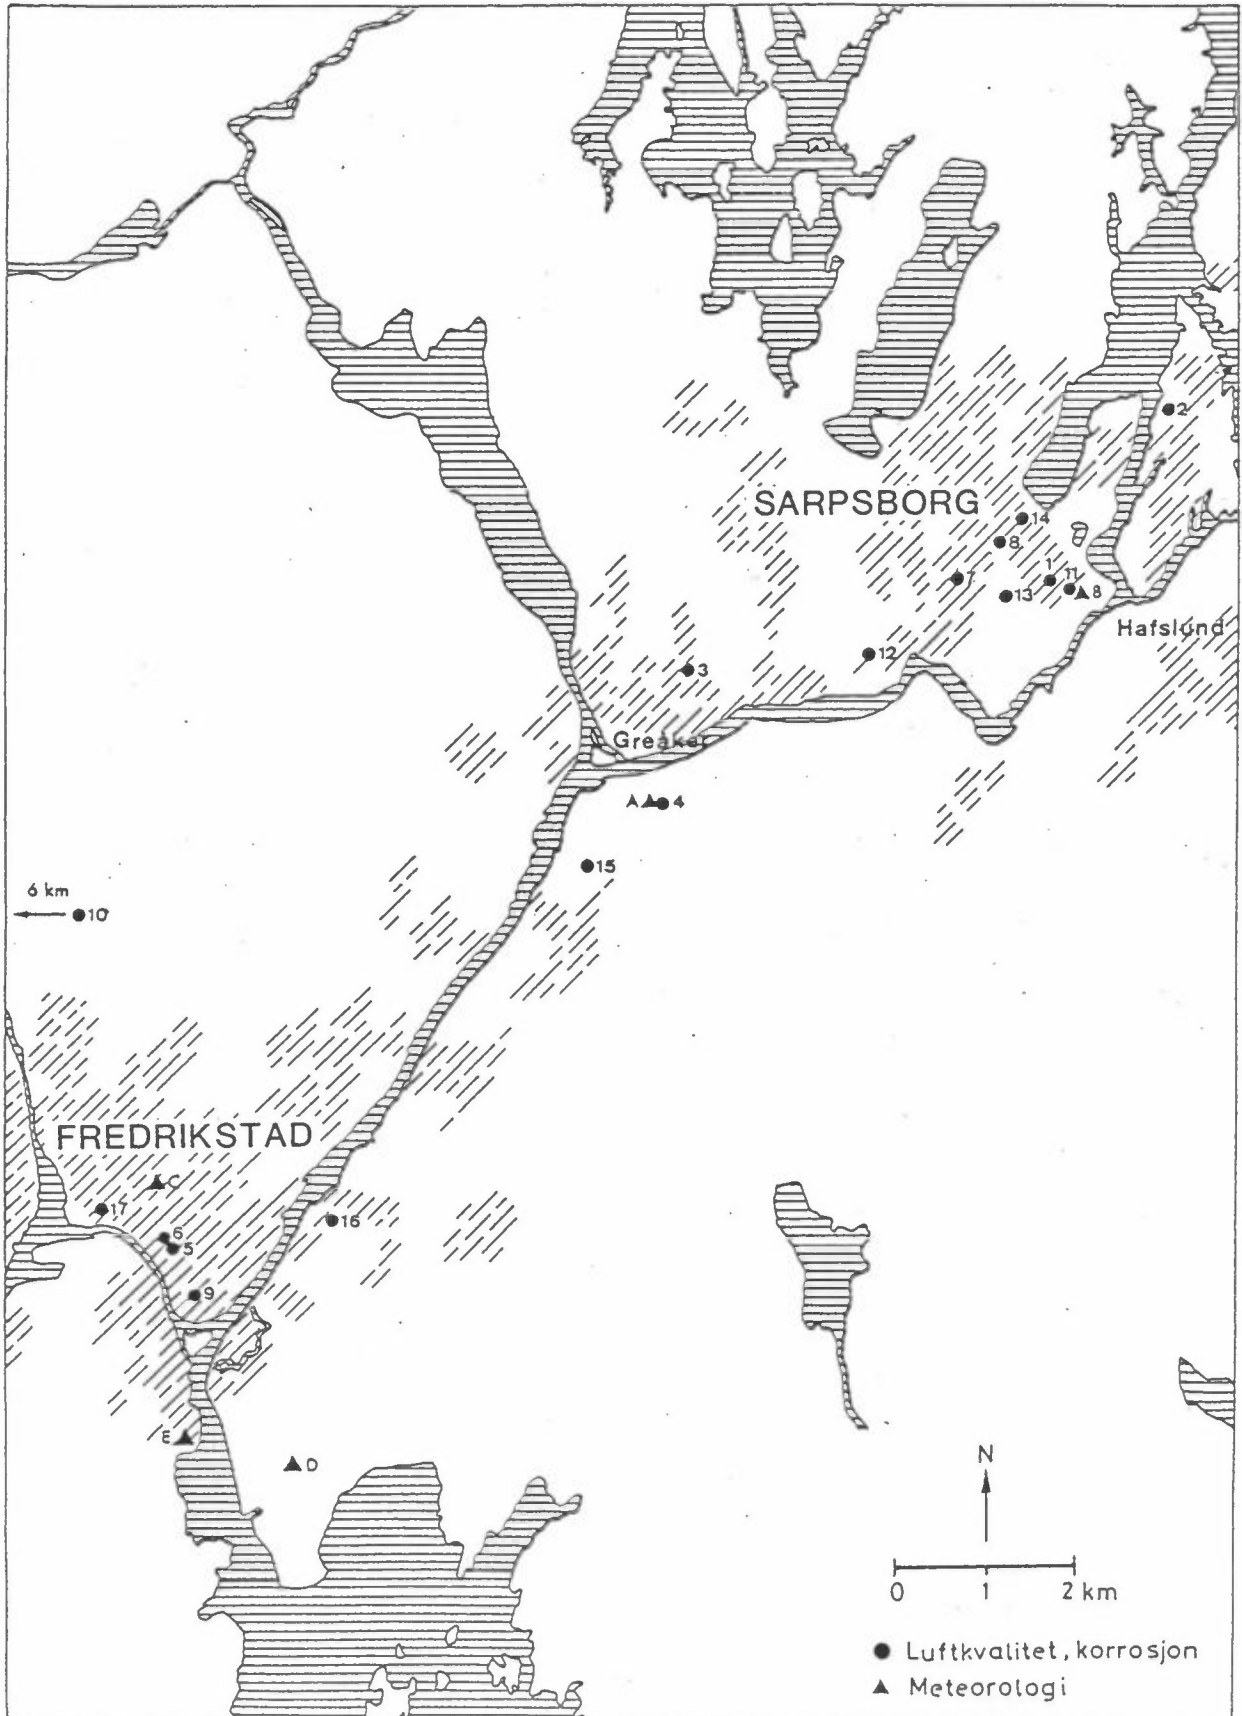 2
SARPSBORG
14
8
7
1
11
8
13
Hafslund
12
3
Greåker
A
4
15
6 km
10
FREDRIKSTAD
C
17
16
6
5
9
E
D
N
0 1 2 km
Luftkvalitet, korrosjon
Meteorologi